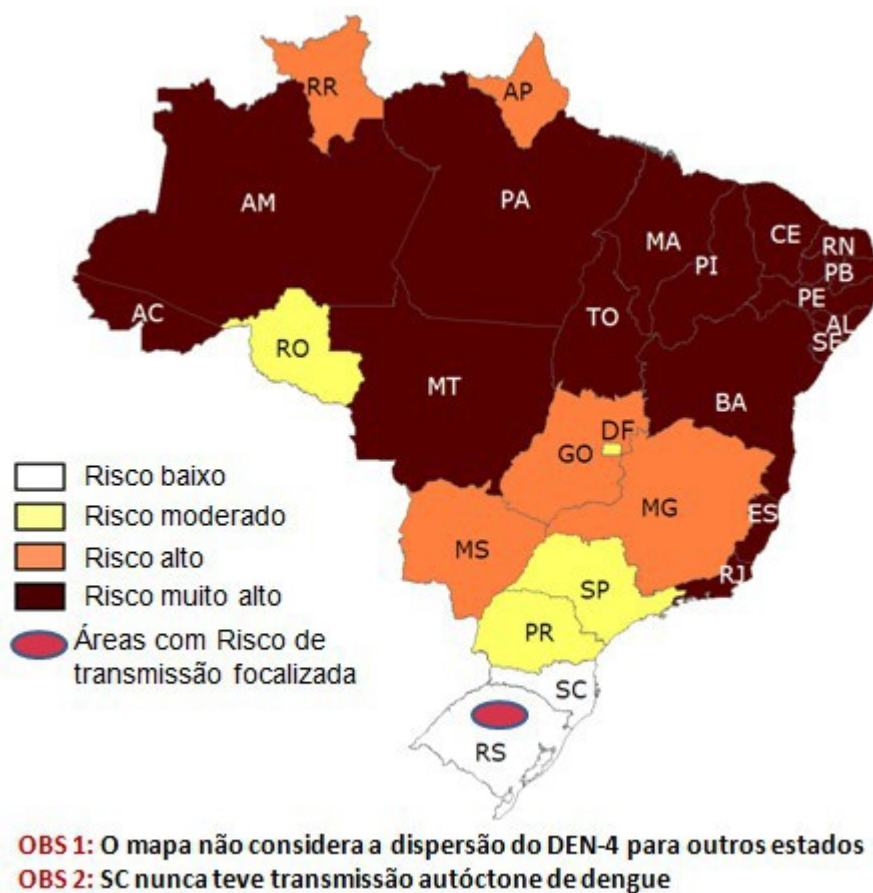 RR
AP
AM
PA
MA
CE
RN
PI
PB
PE
AC
TO
AL
SE
RO
MT
BA
DF
GO
Risco baixo
Risco moderado
MG
ES
Risco alto
MS
Risco muito alto
RJ
SP
Áreas com Risco de
transmissão focalizada
PR
SC
RS
OBS 1: O mapa não considera a dispersão do DEN-4 para outros estados
OBS 2: SC nunca teve transmissão autóctone de dengue